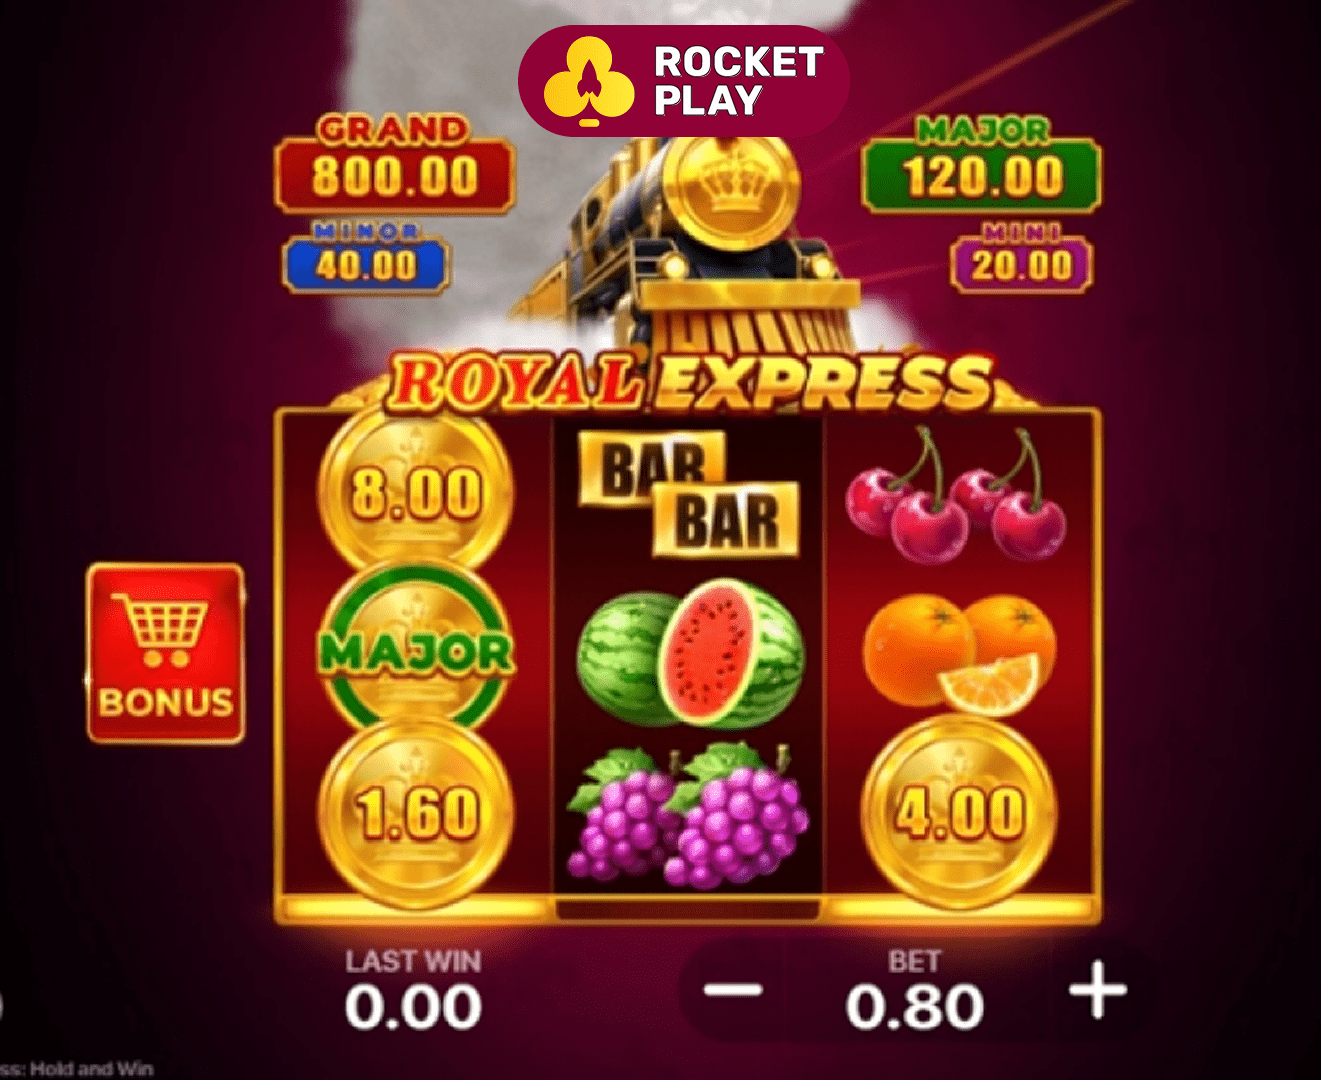 ROCKET
PLAY
GRAND
800.00
MAJOR
120.00
MINOR
40.00
MINI
20.00
ROYAL EXPRESS
8.00
BAR
BAR
MAJOR
BONUS
1.60
4.00
LAST WIN
0.00
BET
0.80
ss: Hold and Win